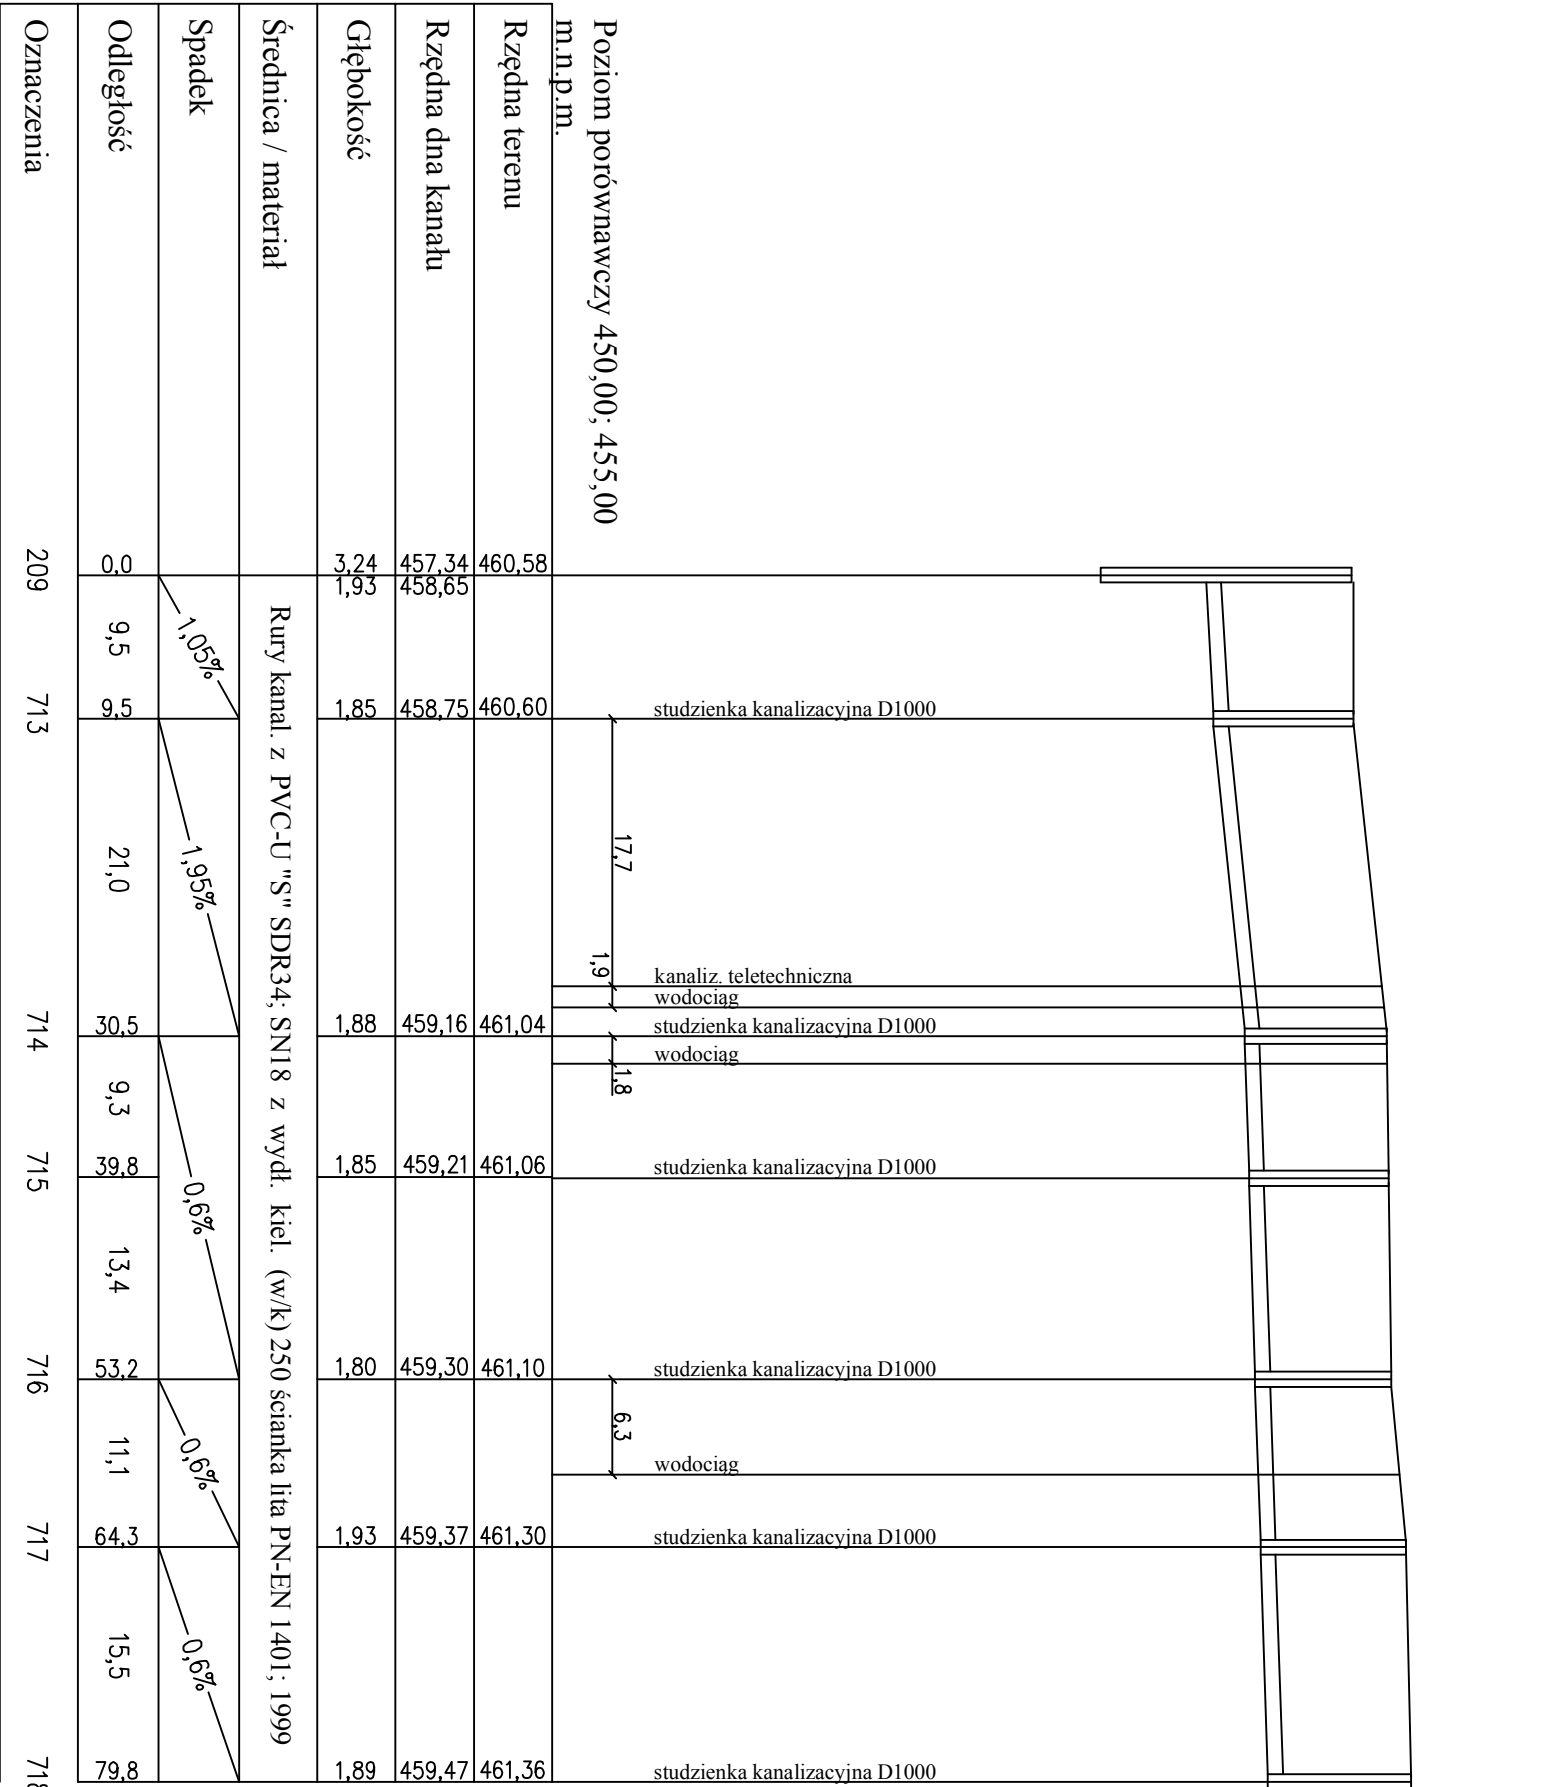 Poziom porównawczy 450,00; 455,00
m.n.p.m.
studzienka kanalizacyjna D1000
kanaliz. teletechniczna
wodociąg
studzienka kanalizacyjna D1000
wodociąg
studzienka kanalizacyjna D1000
studzienka kanalizacyjna D1000
wodociąg
studzienka kanalizacyjna D1000
studzienka kanalizacyjna D1000
17,7
1,9
1,8
6,3
Rzędna terenu
460,58
460,60
461,04
461,06
461,10
461,30
461,36
Rzędna dna kanału
457,34
458,65
458,75
459,16
459,21
459,30
459,37
459,47
Głębokość
3,24
1,93
1,85
1,88
1,85
1,80
1,93
1,89
Średnica / materiał
Rury kanal. z PVC-U "S" SDR34; SN18 z wydł. kiel. (w/k) 250 ścianka lita PN-EN 1401; 1999
Spadek
1,05%
1,95%
0,6%
0,6%
0,6%
Odległość
0,0
9,5
9,5
21,0
30,5
9,3
39,8
13,4
53,2
11,1
64,3
15,5
79,8
Oznaczenia
209
713
714
715
716
717
718